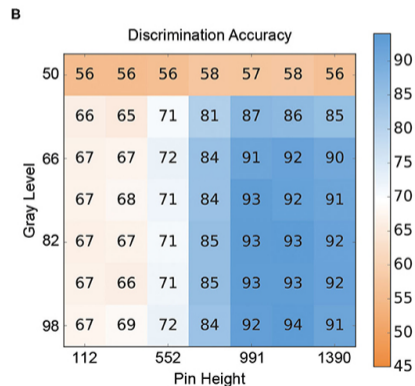 B
Discrimination Accuracy
50 56 56 56 58 57 58 56
66 65 71 81 87 86 85
66 67 67 72 84 91 92 90
67 68 71 84 93 92 91
82 67 67 71 85 93 93 92
67 66 71 85 93 93 92
98 67 69 72 84 92 94 91
112 552 991 1390
Pin Height
Gray Level
90
85
80
75
70
65
60
55
50
45